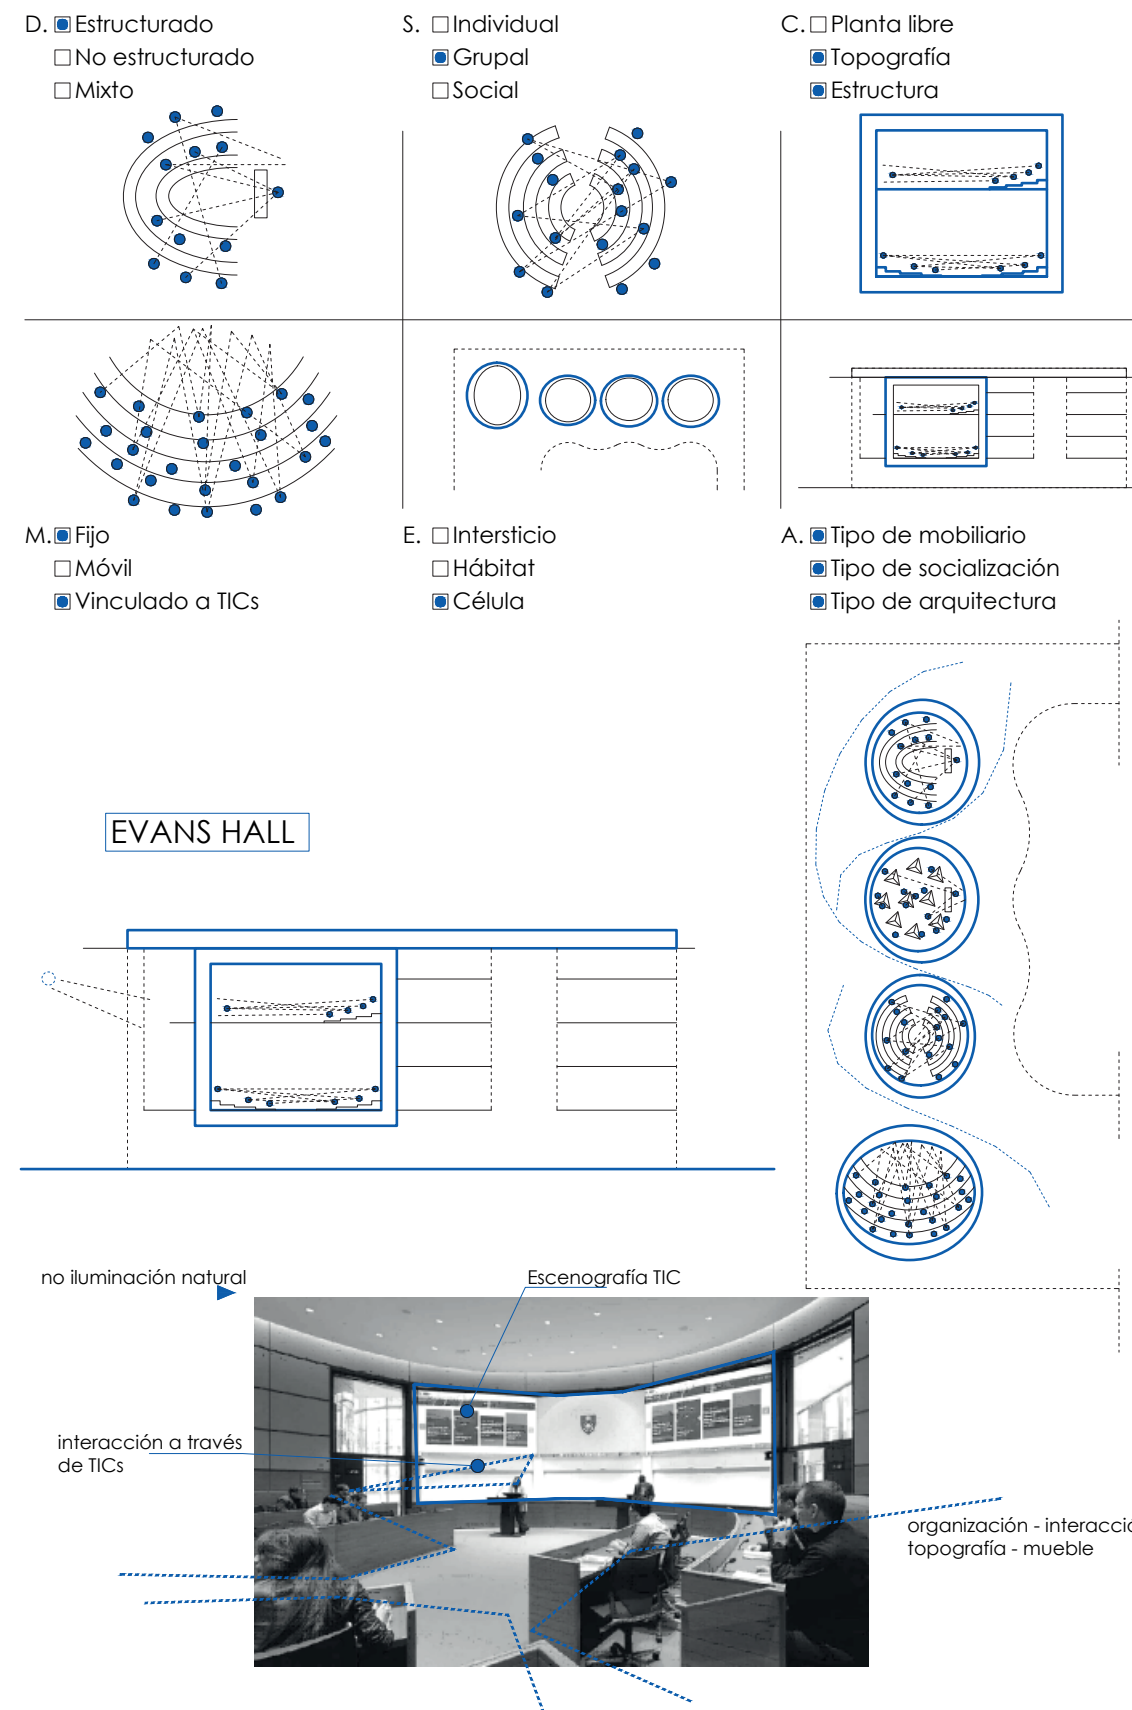 D. Estructurado
No estructurado
Mixto
S. Individual
Grupal
Social
C. Planta libre
Topografía
Estructura
M. Fijo
Móvil
Vinculado a TICs
E. Intersticio
Hábitat
Célula
A. Tipo de mobiliario
Tipo de socialización
Tipo de arquitectura
EVANS HALL
no iluminación natural
Escenografía TIC
interacción a través
de TICs
organización - interacció
topografía - mueble